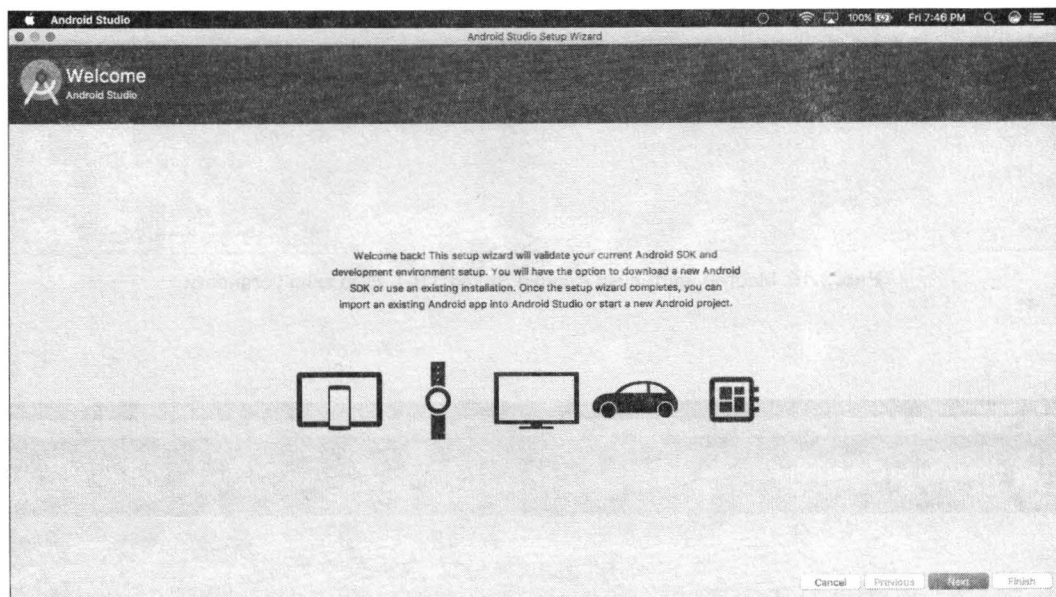 Android Studio 100% Fri 7:46 PM
Android Studio Setup Wizard
Welcome
Android Studio
Welcome back! This setup wizard will validate your current Android SDK and
development environment setup. You will have the option to download a new Android
SDK or use an existing installation. Once the setup wizard completes, you can
import an existing Android app into Android Studio or start a new Android project.
Cancel Previous Next Finish